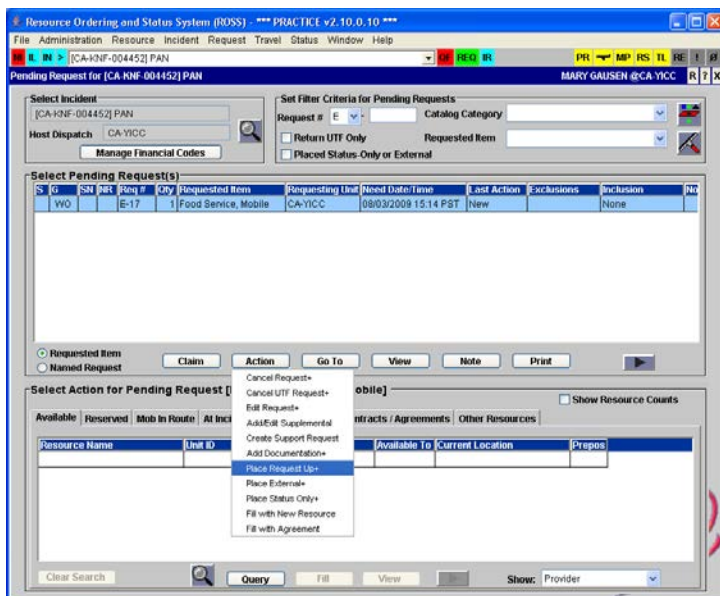 Resource Ordering and Status System (ROSS) - *** PRACTICE v2.10.0.10 ***
File Administration Resource Incident Request Travel Status Window Help
NI IL IN > [CA-KNF-004452] PAN OF REQ IR PR MP RS TL RE ! Ø
Pending Request for [CA-KNF-004452] PAN MARY GAUSEN @CA-YICC R ? X
Select Incident Set Filter Criteria for Pending Requests
[CA-KNF-004452] PAN Request # E - Catalog Category
Host Dispatch CA-YICC Return UTF Only Requested Item
Manage Financial Codes Placed Status-Only or External
Select Pending Request(s)
S G SN NR Req # Qty Requested Item Requesting Unit Need Date/Time Last Action Exclusions Inclusion No
WO E-17 1 Food Service, Mobile CA-YICC 08/03/2009 15:14 PST New None
Requested Item
Named Request Claim Action Go To View Note Print
Cancel Request+
Select Action for Pending Request [ obile]
Cancel UTF Request+
Show Resource Counts
Edit Request+
Available Reserved Mob In Route At Inci ntracts / Agreements Other Resources
Add/Edit Supplemental
Create Support Request
Resource Name Unit ID Available To Current Location Prepos
Add Documentation+
Place Request Up+
Place External+
Place Status Only+
Fill with New Resource
Fill with Agreement
Clear Search Query Fill View Show: Provider